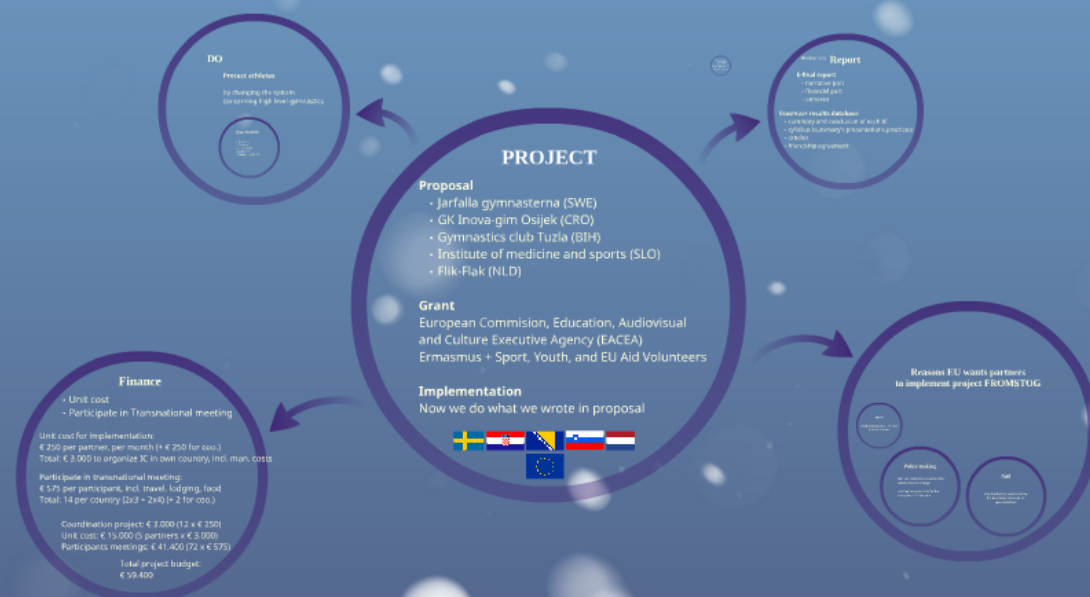 PROJECT
Proposal
- Jarfalla gymnasterna (SWE)
- GK Inova-gim Osijek (CRO)
- Gymnastics club Tuzla (BIH)
- Institute of medicine and sports (SLO)
- Flik-Flak (NLD)
Grant
European Commision, Education, Audiovisual
and Culture Executive Agency (EACEA)
Ermasmus + Sport, Youth, and EU Aid Volunteers
Implementation
Now we do what we wrote in proposal
DO
Protect athletes
by changing the system
concerning high level gymnastics
Report
E-final report
- narrative part
- financial part
- annexes
Erasmus+ results database
- summary and conclusion of each IC
- syllabus (summary's presentations,practices)
- articles
- friendship agreement
Finance
- Unit cost
- Participate in Transnational meeting
Unit cost for implementation:
€ 250 per partner, per month (+ € 250 for coo.)
Total: € 3.000 to organize IC in own country, incl. man. costs
Participate in transnational meeting:
€ 575 per participant, incl. travel, lodging, food
Total: 14 per country (2x3 + 2x4) (+ 2 for coo.)
Coordination project: € 3.000 (12 x € 250)
Unit cost: € 15.000 (5 partners x € 3.000)
Participants meetings: € 41.400 (72 x € 575)
Total project budget:
€ 59.400
Reasons EU wants partners
to implement project FROMSTOG
Policy making